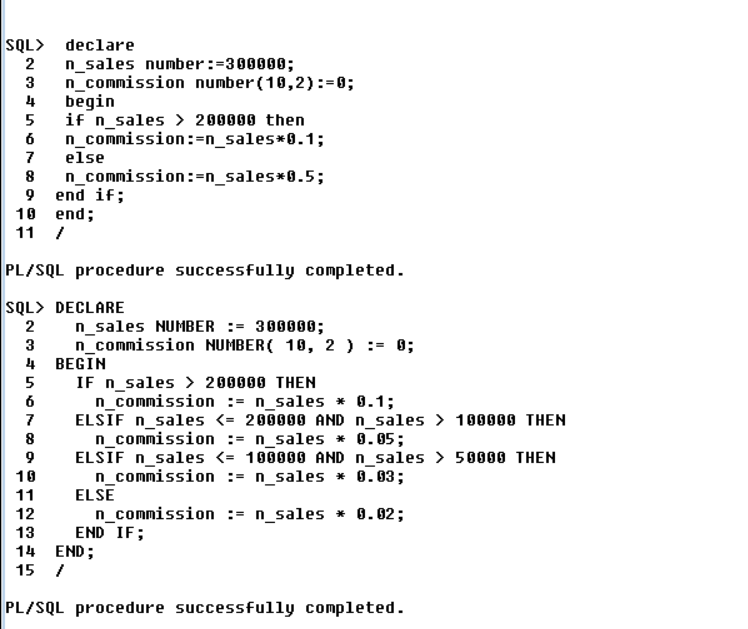 SQL>  declare
  2   n_sales number:=300000;
  3   n_commission number(10,2):=0;
  4   begin
  5   if n_sales > 200000 then
  6   n_commission:=n_sales*0.1;
  7   else
  8   n_commission:=n_sales*0.5;
  9  end if;
 10  end;
 11  /
PL/SQL procedure successfully completed.
SQL> DECLARE
  2    n_sales NUMBER := 300000;
  3    n_commission NUMBER( 10, 2 ) := 0;
  4  BEGIN
  5    IF n_sales > 200000 THEN
  6      n_commission := n_sales * 0.1;
  7    ELSIF n_sales <= 200000 AND n_sales > 100000 THEN
  8      n_commission := n_sales * 0.05;
  9    ELSIF n_sales <= 100000 AND n_sales > 50000 THEN
 10      n_commission := n_sales * 0.03;
 11    ELSE
 12      n_commission := n_sales * 0.02;
 13    END IF;
 14  END;
 15  /
PL/SQL procedure successfully completed.